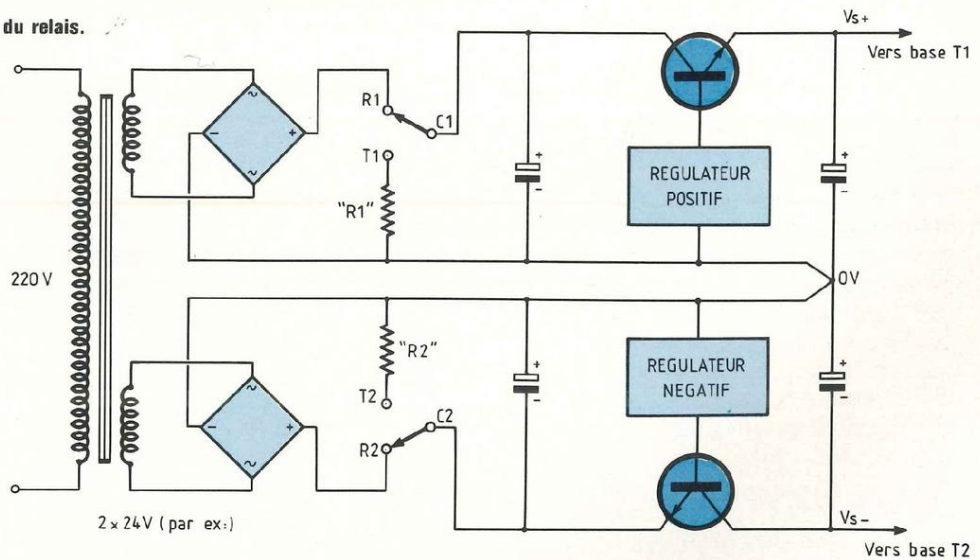 du relais.
Vs+
Vers base T1
R1
C1
T1
"R1"
REGULATEUR
POSITIF
+
-
~
~
-
+
+
-
+
-
220 V
0V
"R2"
T2
C2
R2
REGULATEUR
NEGATIF
~
~
-
+
+
-
+
-
2 x 24V (par ex:)
Vs-
Vers base T2